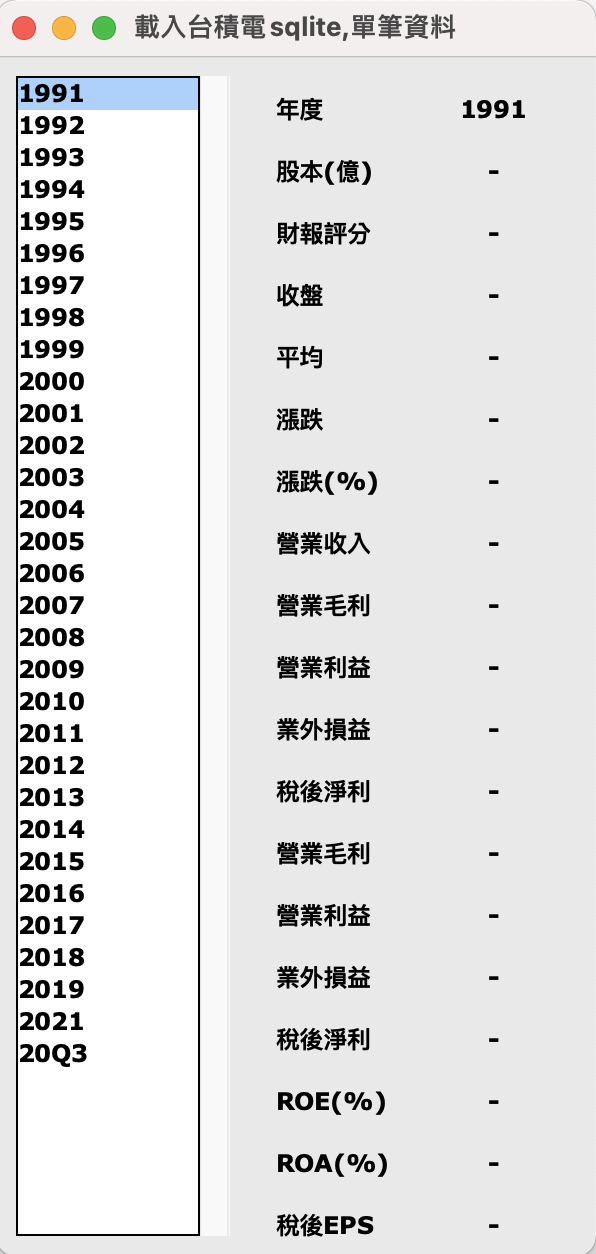 載入台積電sqlite,單筆資料
1991
1992
1993
1994
1995
1996
1997
1998
1999
2000
2001
2002
2003
2004
2005
2006
2007
2008
2009
2010
2011
2012
2013
2014
2015
2016
2017
2018
2019
2021
20Q3
年度 1991
股本(億) -
財報評分 -
收盤 -
平均 -
漲跌 -
漲跌(%) -
營業收入 -
營業毛利 -
營業利益 -
業外損益 -
稅後淨利 -
營業毛利 -
營業利益 -
業外損益 -
稅後淨利 -
ROE(%) -
ROA(%) -
稅後EPS -